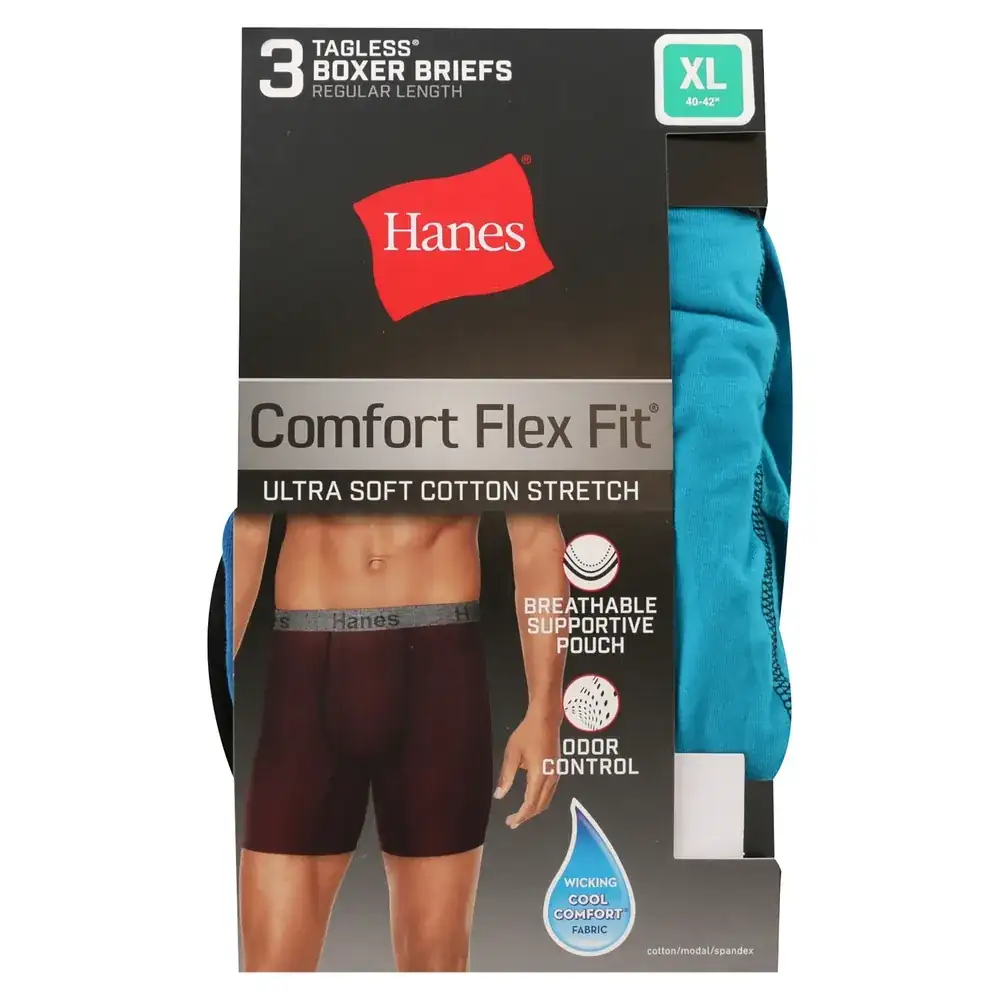 3
TAGLESS®
BOXER BRIEFS
REGULAR LENGTH
XL
40-42"
Hanes®
Comfort Flex Fit®
ULTRA SOFT COTTON STRETCH
Hanes
BREATHABLE
SUPPORTIVE
POUCH
ODOR
CONTROL
WICKING
COOL
COMFORT™
FABRIC
cotton/modal/spandex